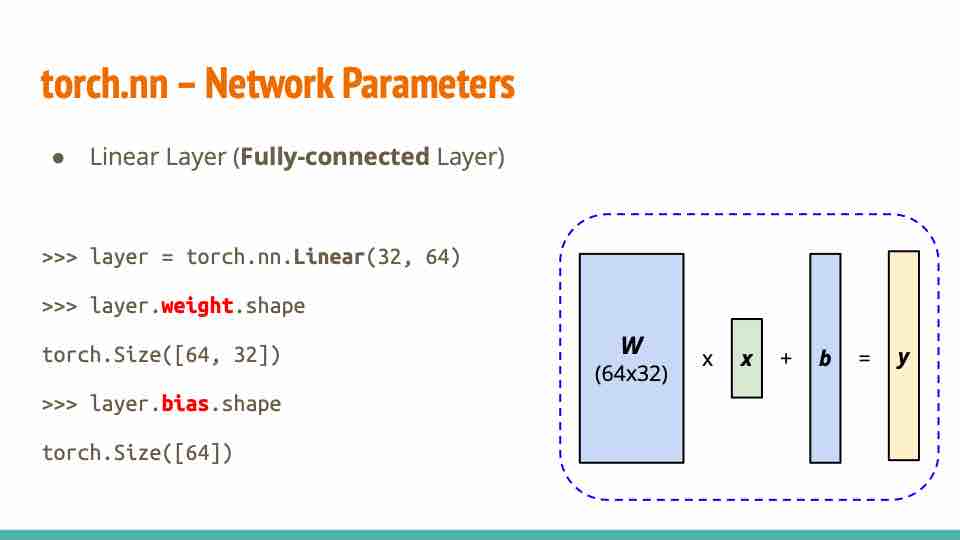 torch.nn – Network Parameters
● Linear Layer (Fully-connected Layer)
>>> layer = torch.nn.Linear(32, 64)
>>> layer.weight.shape
torch.Size([64, 32])
>>> layer.bias.shape
torch.Size([64])
W
(64x32)
x
x
+
b
=
y